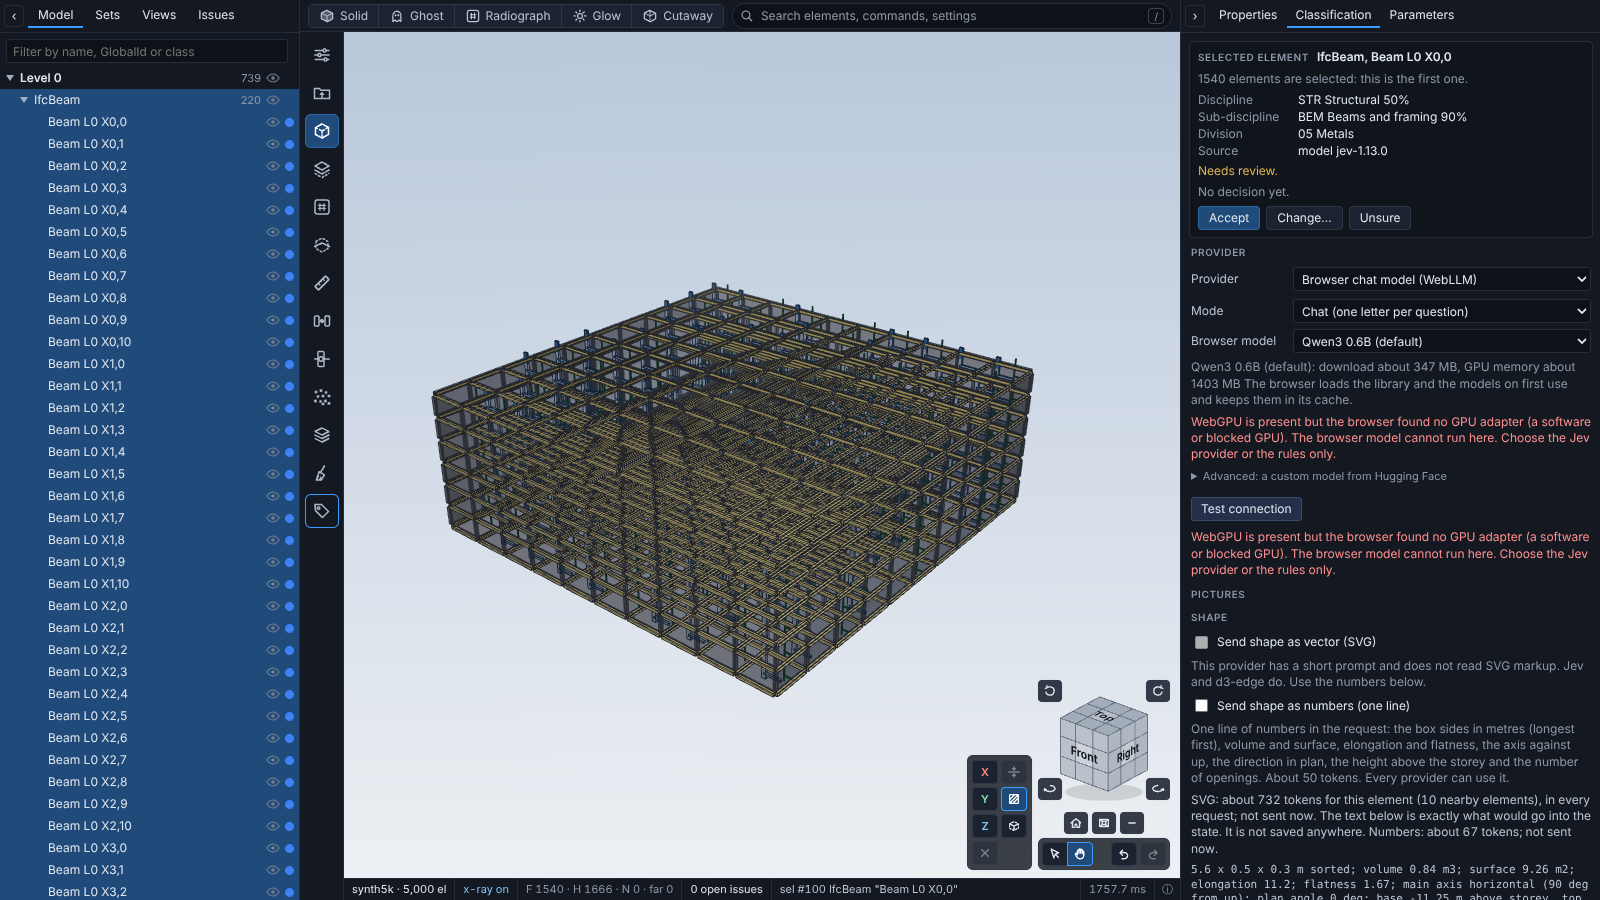 Model Sets Views Issues
Solid Ghost Radiograph Glow Cutaway
Search elements, commands, settings /
Properties Classification Parameters
Filter by name, GlobalId or class
Level 0 739
IfcBeam 220
Beam L0 X0,0
Beam L0 X0,1
Beam L0 X0,2
Beam L0 X0,3
Beam L0 X0,4
Beam L0 X0,5
Beam L0 X0,6
Beam L0 X0,7
Beam L0 X0,8
Beam L0 X0,9
Beam L0 X0,10
Beam L0 X1,0
Beam L0 X1,1
Beam L0 X1,2
Beam L0 X1,3
Beam L0 X1,4
Beam L0 X1,5
Beam L0 X1,6
Beam L0 X1,7
Beam L0 X1,8
Beam L0 X1,9
Beam L0 X1,10
Beam L0 X2,0
Beam L0 X2,1
Beam L0 X2,2
Beam L0 X2,3
Beam L0 X2,4
Beam L0 X2,5
Beam L0 X2,6
Beam L0 X2,7
Beam L0 X2,8
Beam L0 X2,9
Beam L0 X2,10
Beam L0 X3,0
Beam L0 X3,1
Beam L0 X3,2
Top
Front
Right
X
Y
Z
synth5k · 5,000 el x-ray on F 1540 · H 1666 · N 0 · far 0 0 open issues sel #100 IfcBeam "Beam L0 X0,0" 1757.7 ms
SELECTED ELEMENT IfcBeam, Beam L0 X0,0
1540 elements are selected: this is the first one.
Discipline STR Structural 50%
Sub-discipline BEM Beams and framing 90%
Division 05 Metals
Source model jev-1.13.0
Needs review.
No decision yet.
Accept Change... Unsure
PROVIDER
Provider Browser chat model (WebLLM)
Mode Chat (one letter per question)
Browser model Qwen3 0.6B (default)
Qwen3 0.6B (default): download about 347 MB, GPU memory about
1403 MB The browser loads the library and the models on first use
and keeps them in its cache.
WebGPU is present but the browser found no GPU adapter (a software
or blocked GPU). The browser model cannot run here. Choose the Jev
provider or the rules only.
Advanced: a custom model from Hugging Face
Test connection
WebGPU is present but the browser found no GPU adapter (a software
or blocked GPU). The browser model cannot run here. Choose the Jev
provider or the rules only.
PICTURES
SHAPE
Send shape as vector (SVG)
This provider has a short prompt and does not read SVG markup. Jev
and d3-edge do. Use the numbers below.
Send shape as numbers (one line)
One line of numbers in the request: the box sides in metres (longest
first), volume and surface, elongation and flatness, the axis against
up, the direction in plan, the height above the storey and the number
of openings. About 50 tokens. Every provider can use it.
SVG: about 732 tokens for this element (10 nearby elements), in every
request; not sent now. The text below is exactly what would go into the
state. It is not saved anywhere. Numbers: about 67 tokens; not sent
now.
5.6 x 0.5 x 0.3 m sorted; volume 0.84 m3; surface 9.26 m2;
elongation 11.2; flatness 1.67; main axis horizontal (90 deg
from up); plan angle 0 deg; base -11.25 m above storey, top